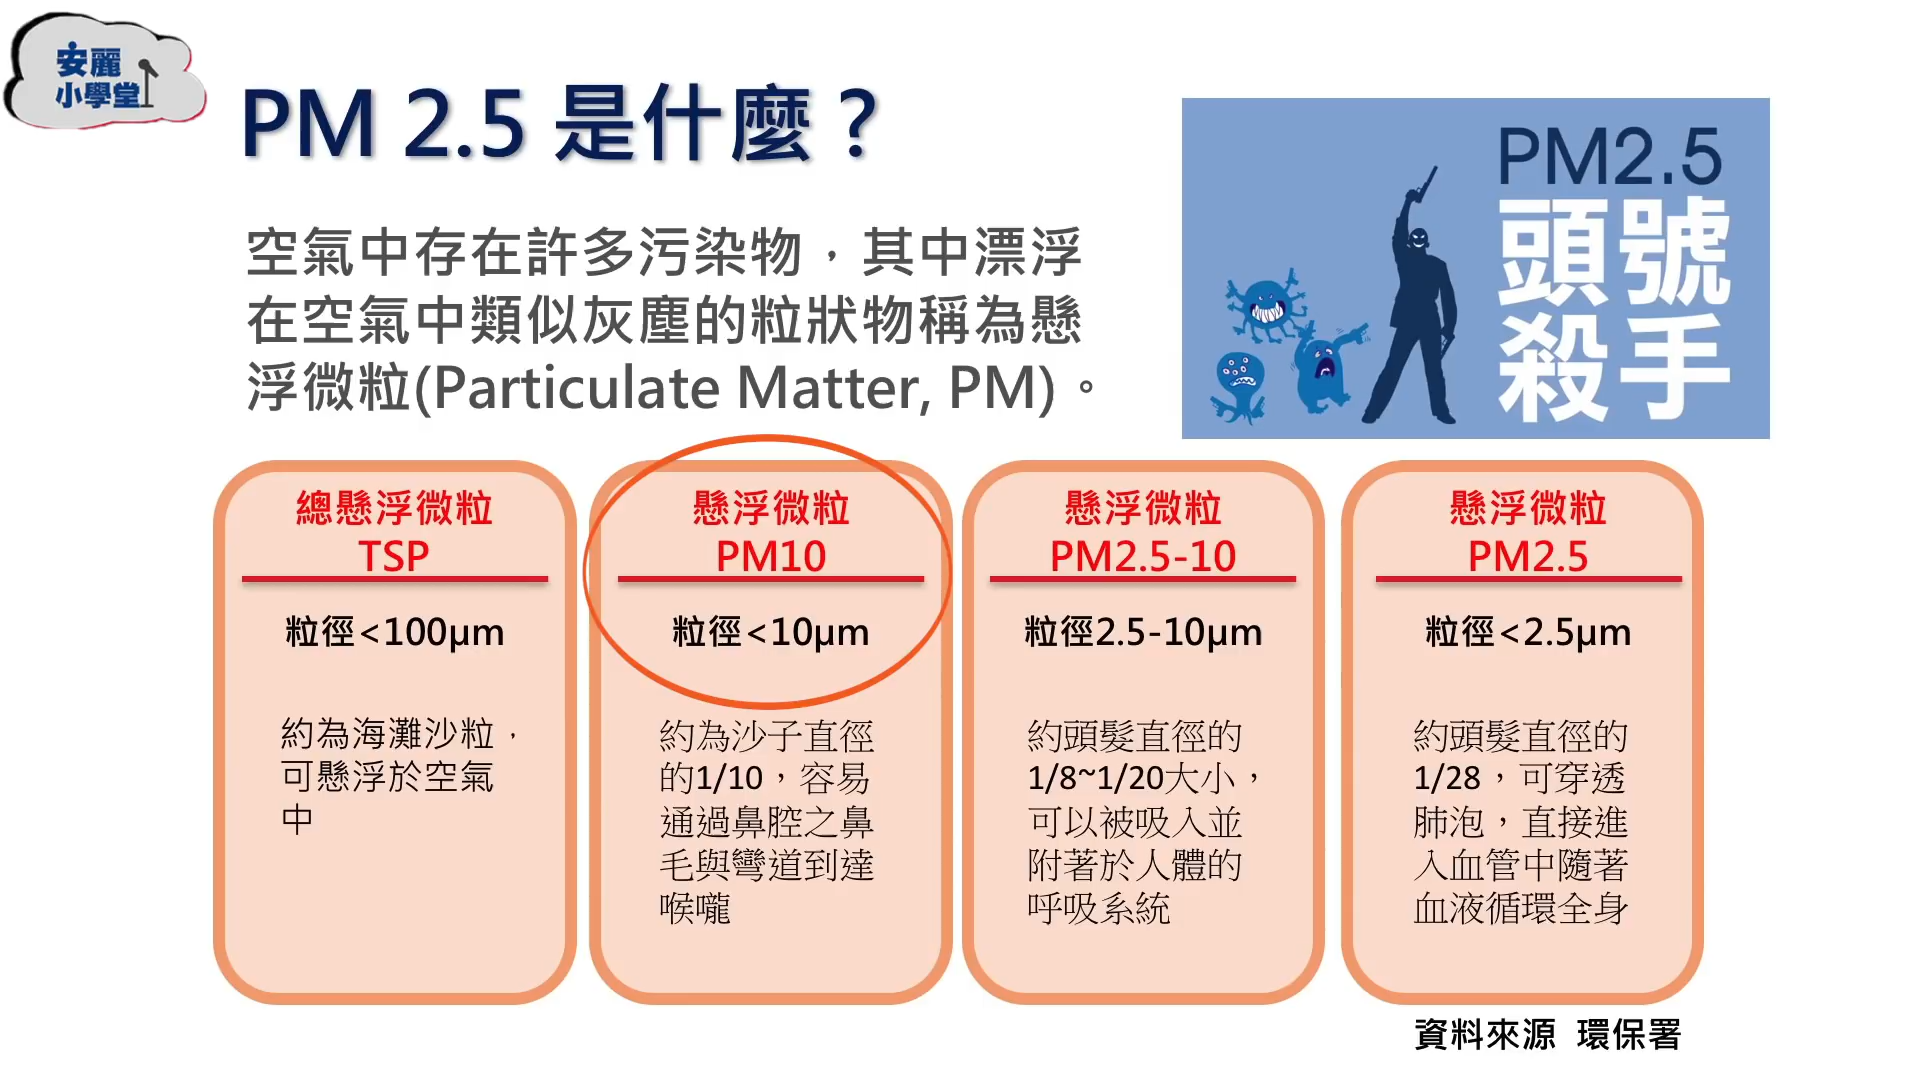 安麗
小學堂
PM 2.5 是什麼？
空氣中存在許多污染物，其中漂浮
在空氣中類似灰塵的粒狀物稱為懸
浮微粒(Particulate Matter, PM)。
PM2.5
頭號
殺手
總懸浮微粒
TSP
粒徑<100μm
約為海灘沙粒，
可懸浮於空氣
中
懸浮微粒
PM10
粒徑<10μm
約為沙子直徑
的1/10，容易
通過鼻腔之鼻
毛與彎道到達
喉嚨
懸浮微粒
PM2.5-10
粒徑2.5-10μm
約頭髮直徑的
1/8~1/20大小，
可以被吸入並
附著於人體的
呼吸系統
懸浮微粒
PM2.5
粒徑<2.5μm
約頭髮直徑的
1/28，可穿透
肺泡，直接進
入血管中隨著
血液循環全身
資料來源 環保署